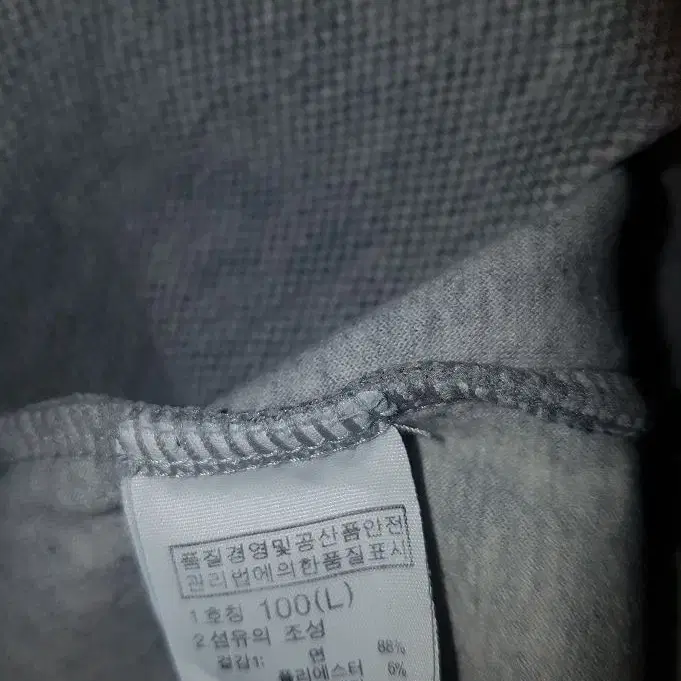 품질경영및공산품안전
관리법에의한품질표시
1호칭 100(L)
2섬유의 조성
겉감1: 면 88%
폴리에스터 6%